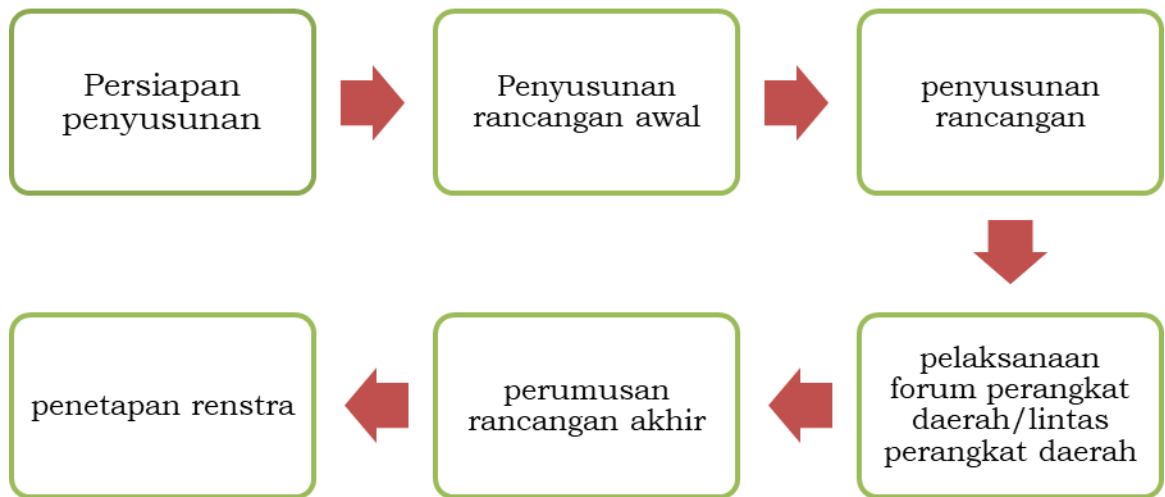 Persiapan
penyusunan
Penyusunan
rancangan awal
penyusunan
rancangan
pelaksanaan
forum perangkat
daerah/lintas
perangkat daerah
perumusan
rancangan akhir
penetapan renstra